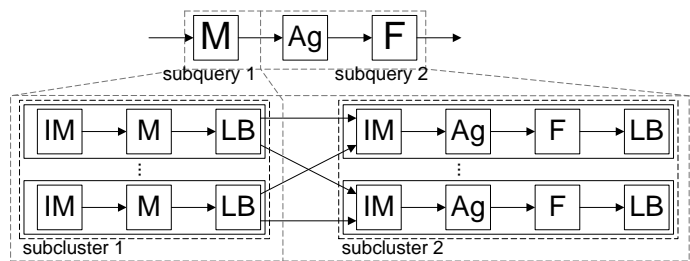 M Ag F
subquery 1 subquery 2
IM M LB IM Ag F LB
... ...
IM M LB IM Ag F LB
subcluster 1 subcluster 2